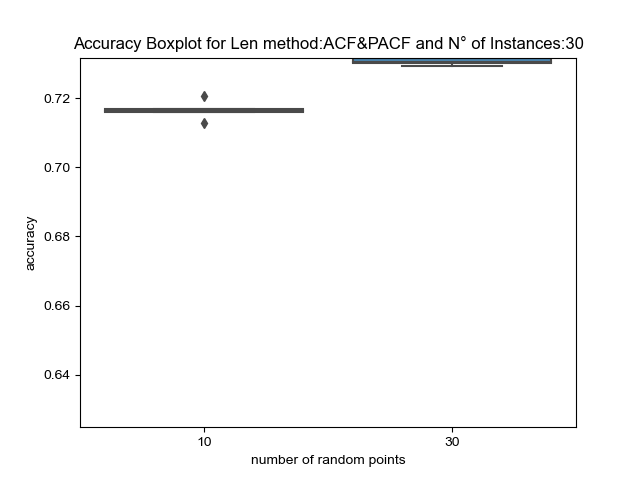 Accuracy Boxplot for Len method:ACF&PACF and N° of Instances:30
0.72
0.70
0.68
0.66
0.64
accuracy
10 30
number of random points